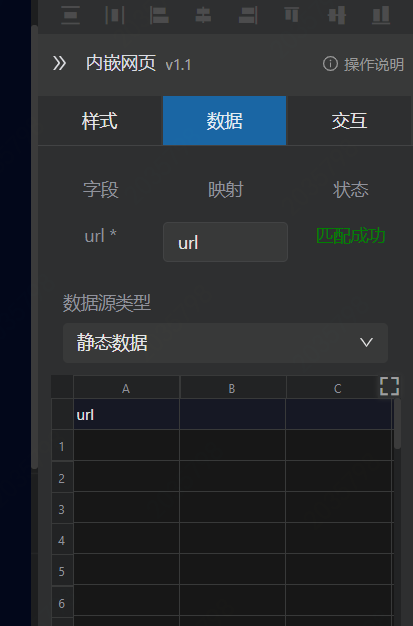 内嵌网页 v1.1 操作说明
样式 数据 交互
字段 映射 状态
url * url 匹配成功
数据源类型
静态数据
A B C
url
1
2
3
4
5
6